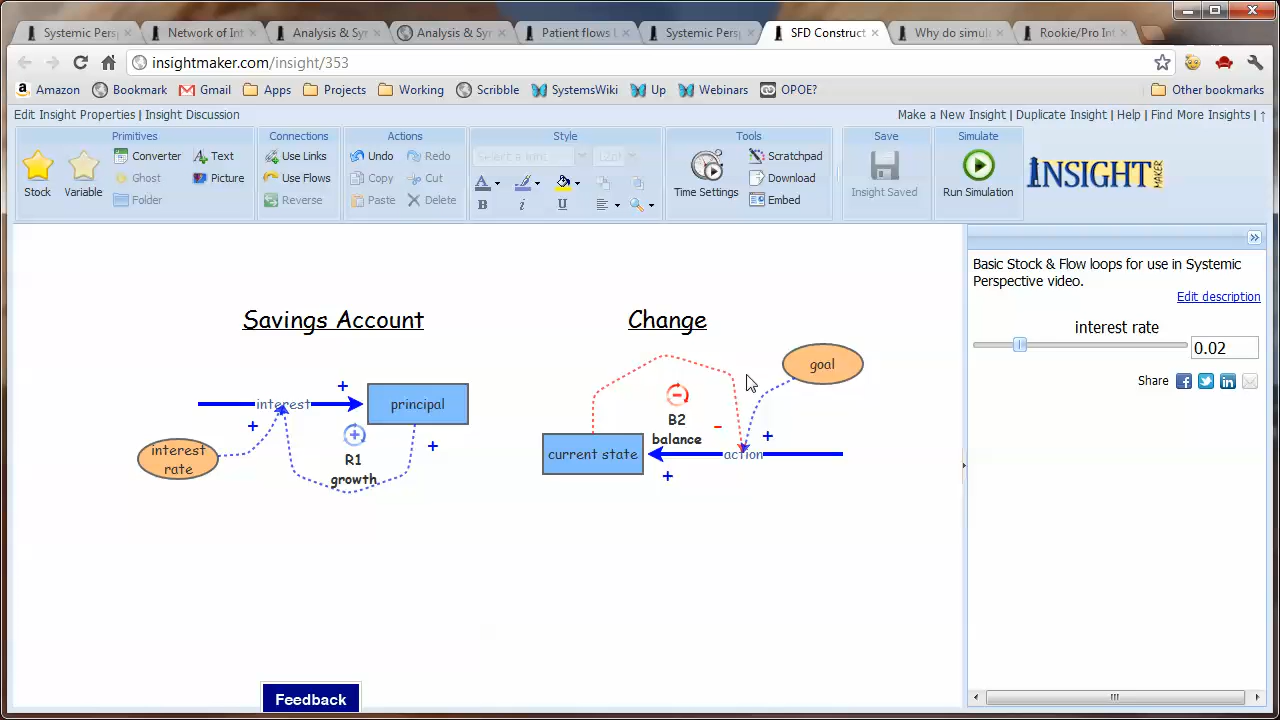 Systemic Persp
Network of Int
Analysis & Sy
Analysis & Sy
Patient flows
Systemic Persp
SFD Construct
Why do simul
Rookie/Pro Int
insightmaker.com/insight/353
Amazon
Bookmark
Gmail
Apps
Projects
Working
Scribble
SystemsWiki
Up
Webinars
OPOE?
Other bookmarks
Edit Insight Properties | Insight Discussion
Make a New Insight | Duplicate Insight | Help | Find More Insights | ↑
Primitives
Connections
Actions
Style
Tools
Save
Simulate
Stock
Variable
Converter
Ghost
Folder
Text
Picture
Use Links
Use Flows
Reverse
Undo
Redo
Copy
Cut
Paste
Delete
Select a font
12pt
A
B
i
U
Time Settings
Scratchpad
Download
Embed
Insight Saved
Run Simulation
INSIGHT
MAKER
Savings Account
interest
principal
interest
rate
R1
growth
+
+
+
Change
goal
B2
balance
current state
action
-
+
+
Basic Stock & Flow loops for use in Systemic
Perspective video.
Edit description
interest rate
0.02
Share
Feedback